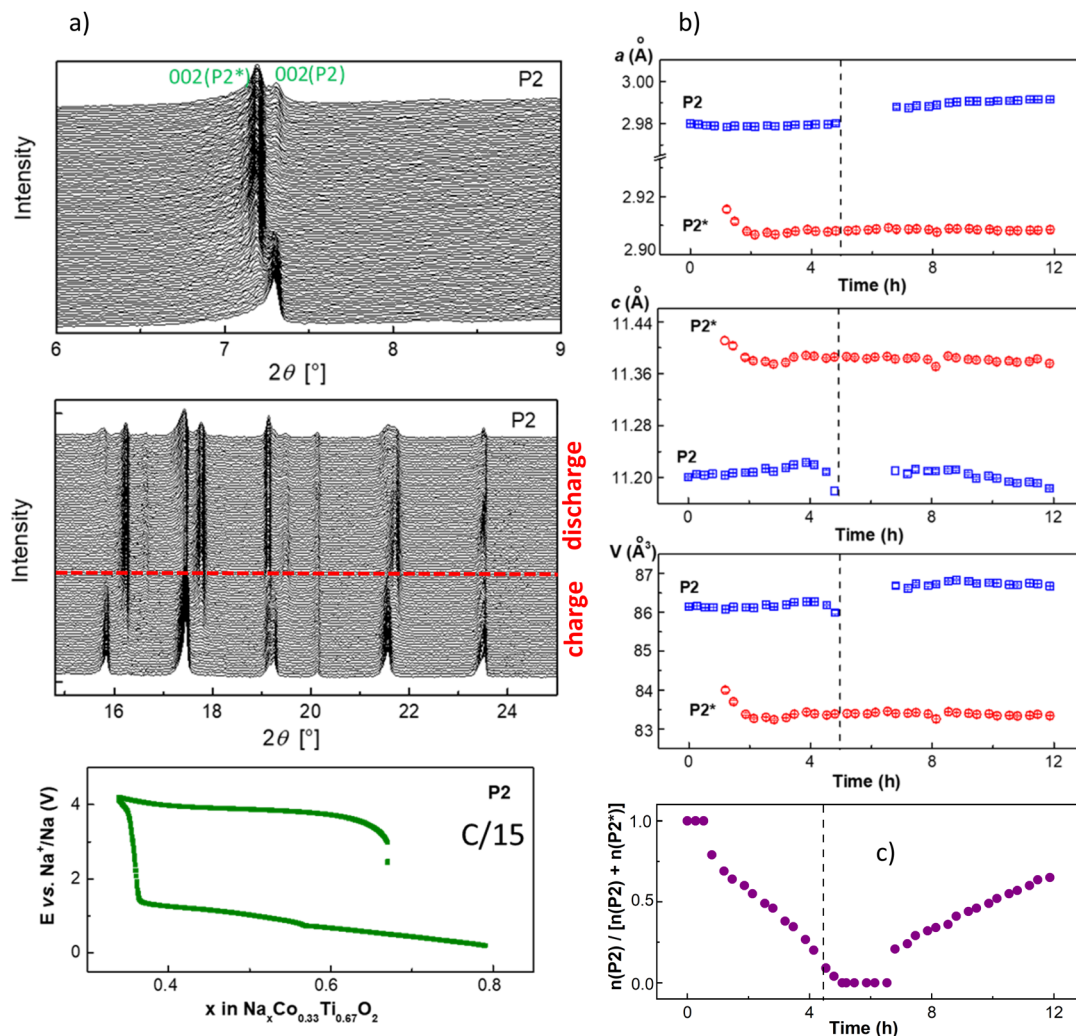 a)
002(P2*)
002(P2)
P2
Intensity
6
7
8
9
2θ [°]
P2
Intensity
discharge
charge
16
18
20
22
24
2θ [°]
E vs. Na⁺/Na (V)
4
2
0
P2
C/15
0.4
0.6
0.8
x in NaₓCo₀.₃₃Ti₀.₆₇O₂
b)
a (Å)
3.00
2.98
2.92
2.90
P2
P2*
0
4
8
12
Time (h)
c (Å)
11.44
11.36
11.28
11.20
P2*
P2
0
4
8
12
Time (h)
V (Å³)
87
86
84
83
P2
P2*
0
4
8
12
Time (h)
n(P2) / [n(P2) + n(P2*)]
1.0
0.5
0.0
c)
0
4
8
12
Time (h)